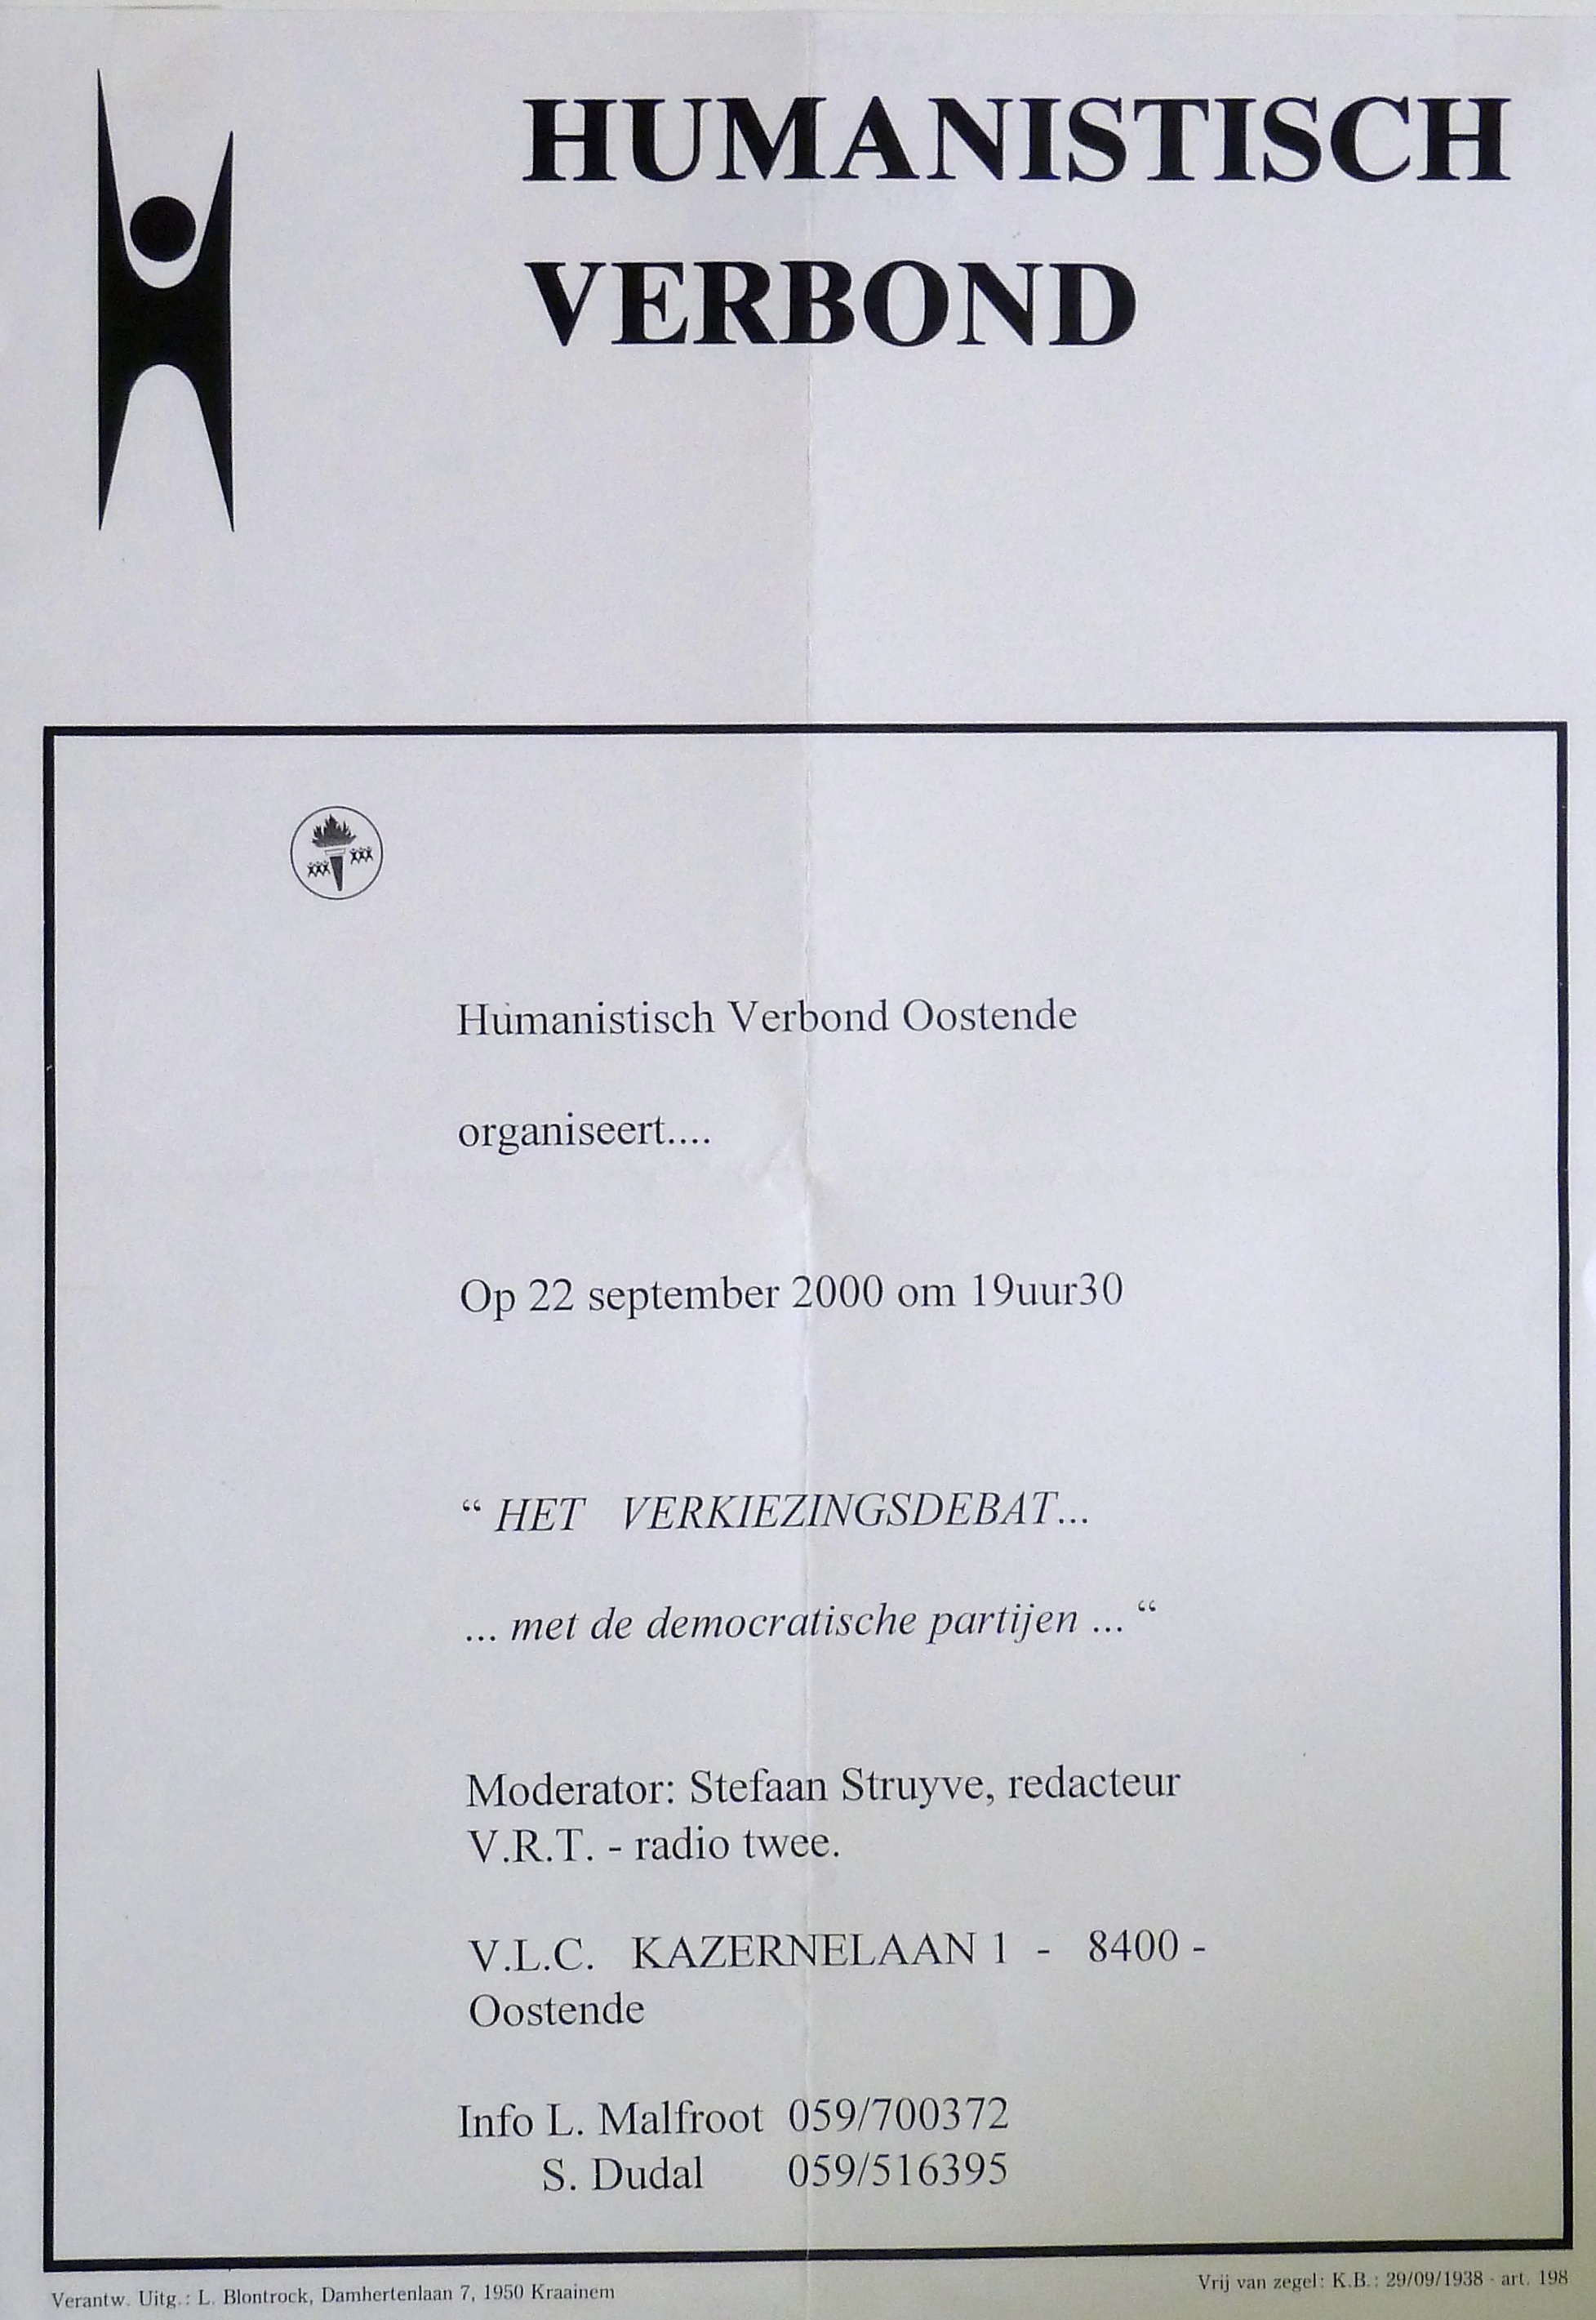 HUMANISTISCH
VERBOND
Humanistisch Verbond Oostende
organiseert....
Op 22 september 2000 om 19uur30
“ HET VERKIEZINGSDEBAT...
... met de democratische partijen ... “
Moderator: Stefaan Struyve, redacteur
V.R.T. - radio twee.
V.L.C. KAZERNELAAN 1 - 8400 -
Oostende
Info L. Malfroot 059/700372
S. Dudal 059/516395
Verantw. Uitg.: L. Blontrock, Damhertenlaan 7, 1950 Kraainem
Vrij van zegel: K.B.: 29/09/1938 - art. 198